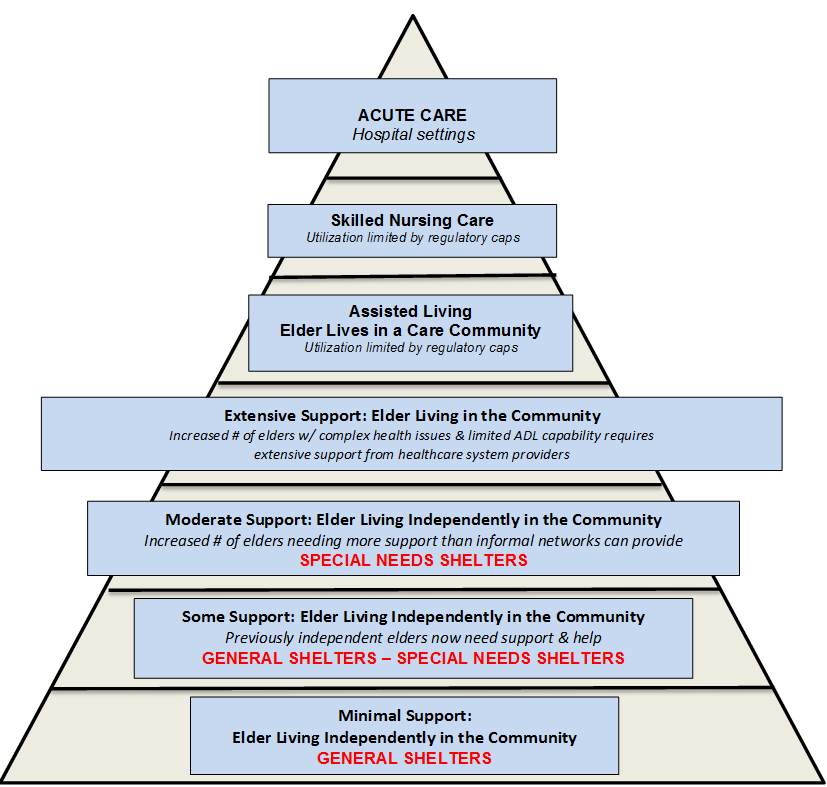 ACUTE CARE
Hospital settings
Skilled Nursing Care
Utilization limited by regulatory caps
Assisted Living
Elder Lives in a Care Community
Utilization limited by regulatory caps
Extensive Support: Elder Living in the Community
Increased # of elders w/ complex health issues & limited ADL capability requires
extensive support from healthcare system providers
Moderate Support: Elder Living Independently in the Community
Increased # of elders needing more support than informal networks can provide
SPECIAL NEEDS SHELTERS
Some Support: Elder Living Independently in the Community
Previously independent elders now need support & help
GENERAL SHELTERS – SPECIAL NEEDS SHELTERS
Minimal Support:
Elder Living Independently in the Community
GENERAL SHELTERS